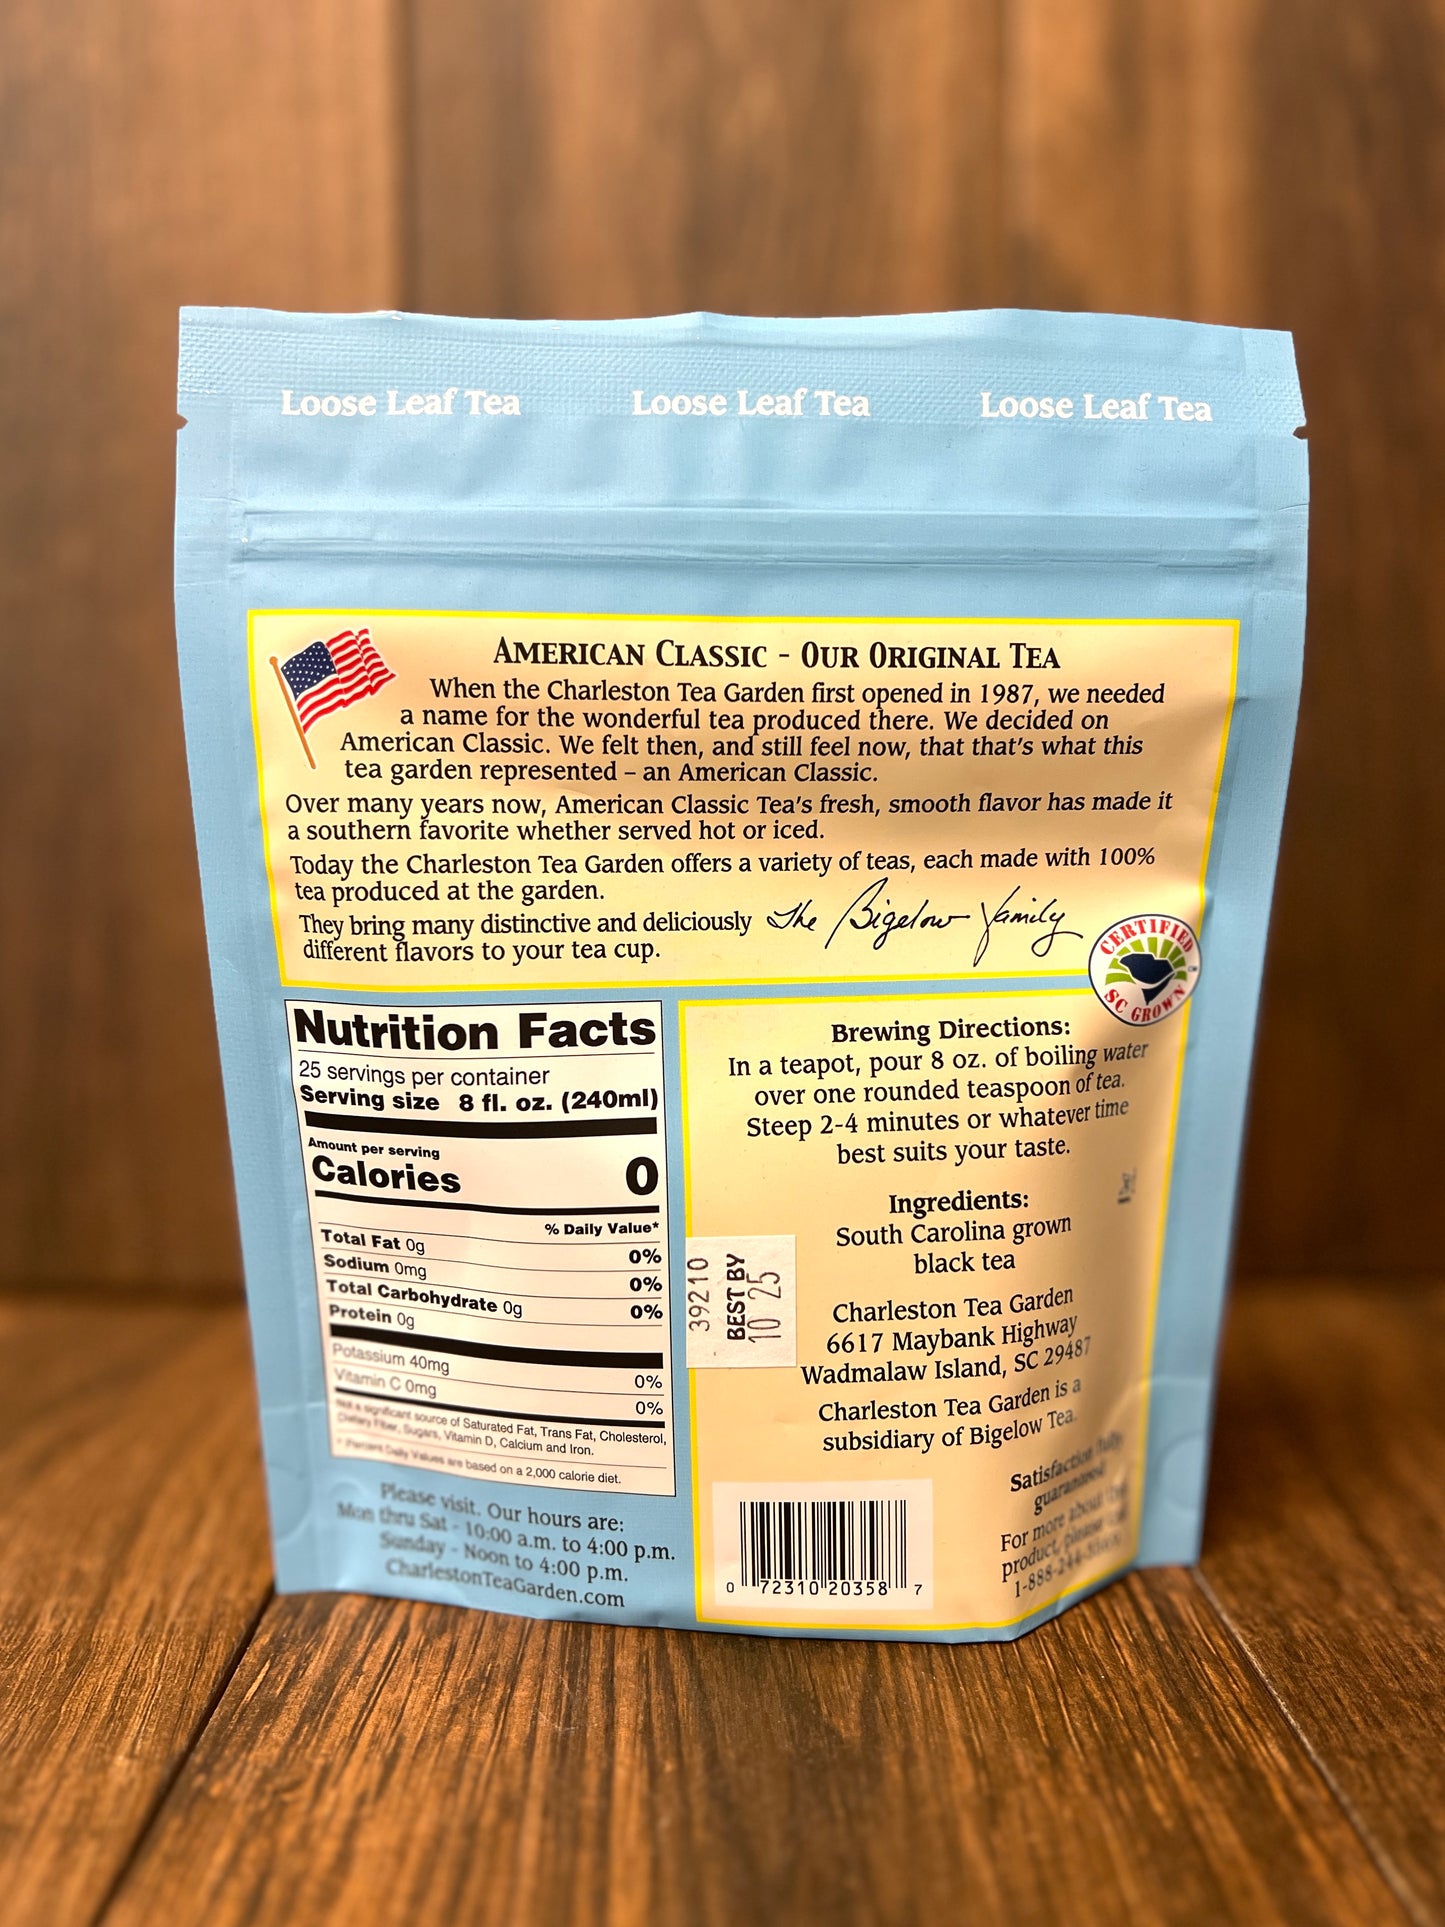 Loose Leaf Tea Loose Leaf Tea Loose Leaf Tea
AMERICAN CLASSIC - OUR ORIGINAL TEA
When the Charleston Tea Garden first opened in 1987, we needed
a name for the wonderful tea produced there. We decided on
American Classic. We felt then, and still feel now, that that's what this
tea garden represented – an American Classic.
Over many years now, American Classic Tea's fresh, smooth flavor has made it
a southern favorite whether served hot or iced.
Today the Charleston Tea Garden offers a variety of teas, each made with 100%
tea produced at the garden.
They bring many distinctive and deliciously
different flavors to your tea cup.
The Bigelow Family
CERTIFIED
SC GROWN
Nutrition Facts
25 servings per container
Serving size 8 fl. oz. (240ml)
Amount per serving
Calories 0
% Daily Value*
Total Fat 0g 0%
Sodium 0mg 0%
Total Carbohydrate 0g 0%
Protein 0g
Potassium 40mg 0%
Vitamin C 0mg 0%
Not a significant source of Saturated Fat, Trans Fat, Cholesterol,
Dietary Fiber, Sugars, Vitamin D, Calcium and Iron.
* Percent Daily Values are based on a 2,000 calorie diet.
Please visit. Our hours are:
Mon thru Sat - 10:00 a.m. to 4:00 p.m.
Sunday - Noon to 4:00 p.m.
CharlestonTeaGarden.com
Brewing Directions:
In a teapot, pour 8 oz. of boiling water
over one rounded teaspoon of tea.
Steep 2-4 minutes or whatever time
best suits your taste.
Ingredients:
South Carolina grown
black tea
39210
BEST BY
10 25
Charleston Tea Garden
6617 Maybank Highway
Wadmalaw Island, SC 29487
Charleston Tea Garden is a
subsidiary of Bigelow Tea.
Satisfaction fully
guaranteed
For more about the
product, please
1-888-244
0 72310 20358 7